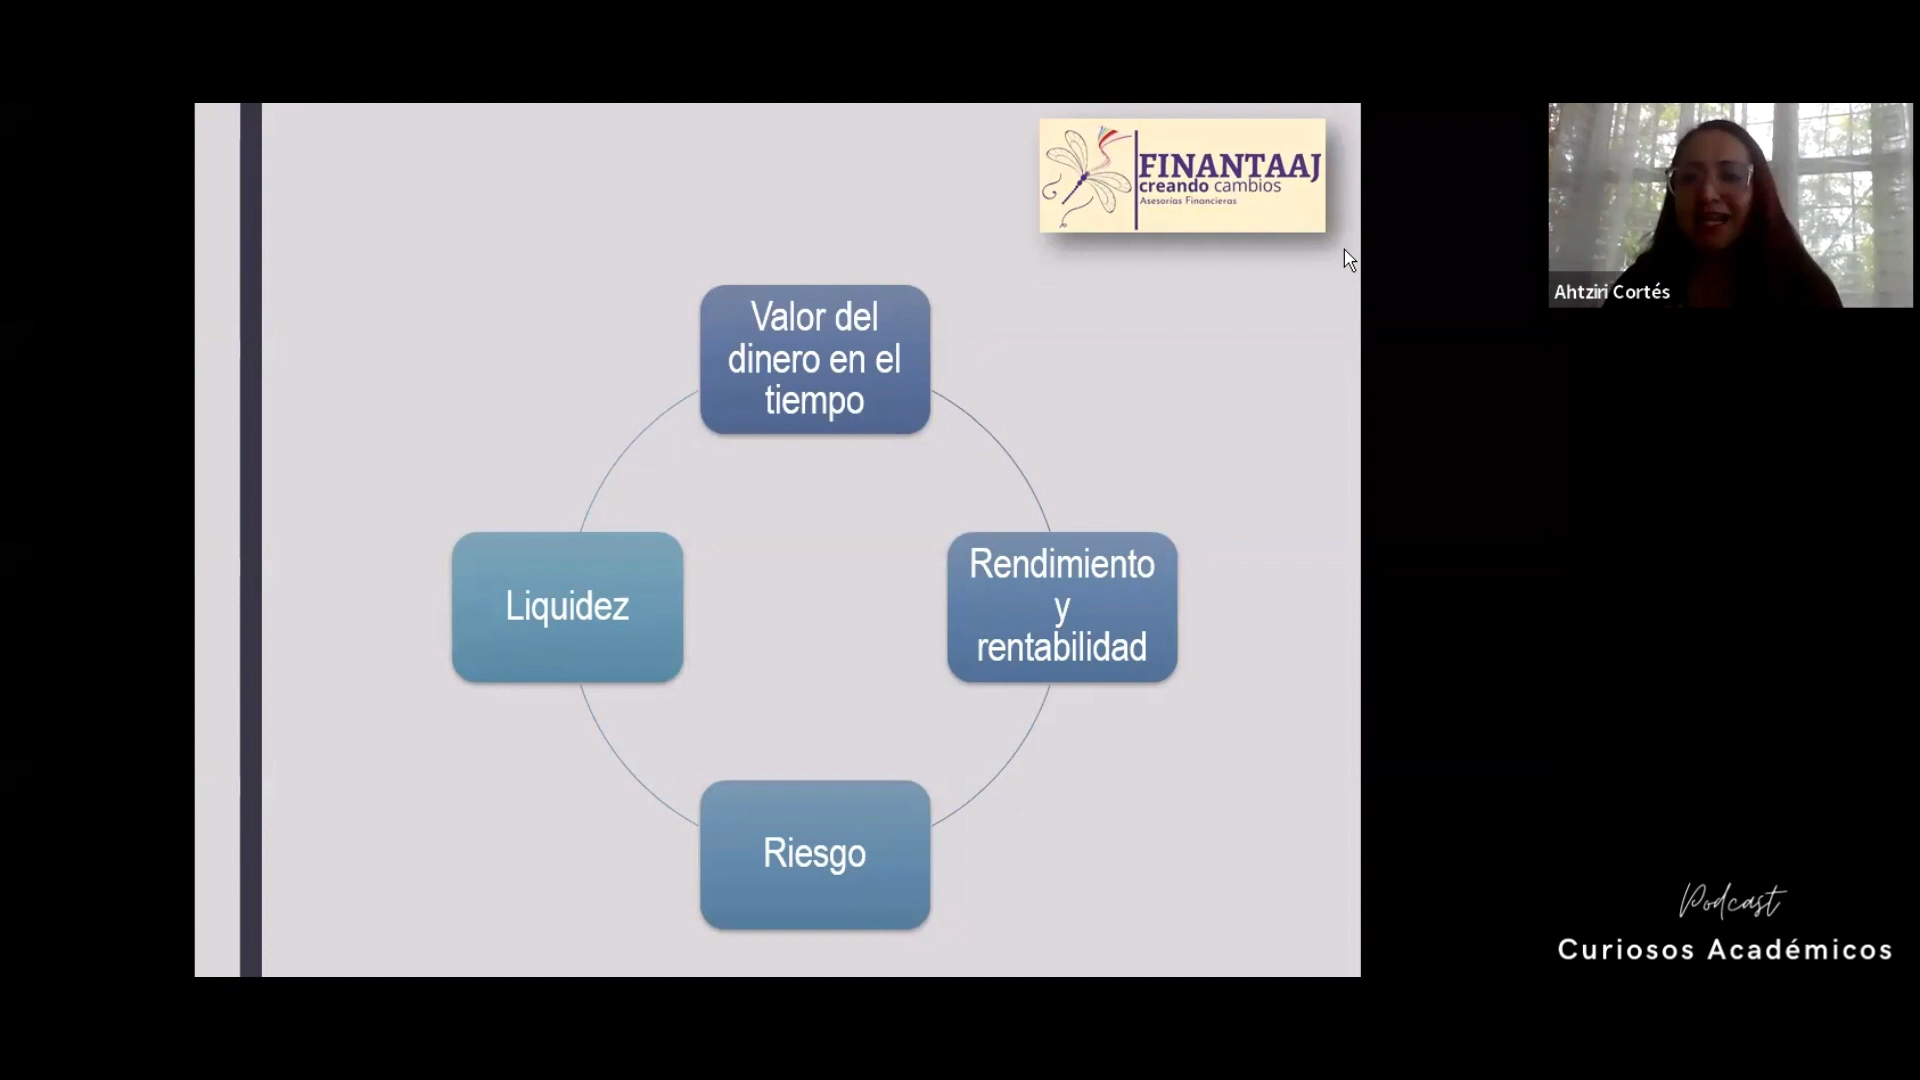 FINANTAAJ
creando cambios
Asesorías Financieras
Valor del
dinero en el
tiempo
Liquidez
Rendimiento
y
rentabilidad
Riesgo
Ahtziri Cortés
Podcast
Curiosos Académicos